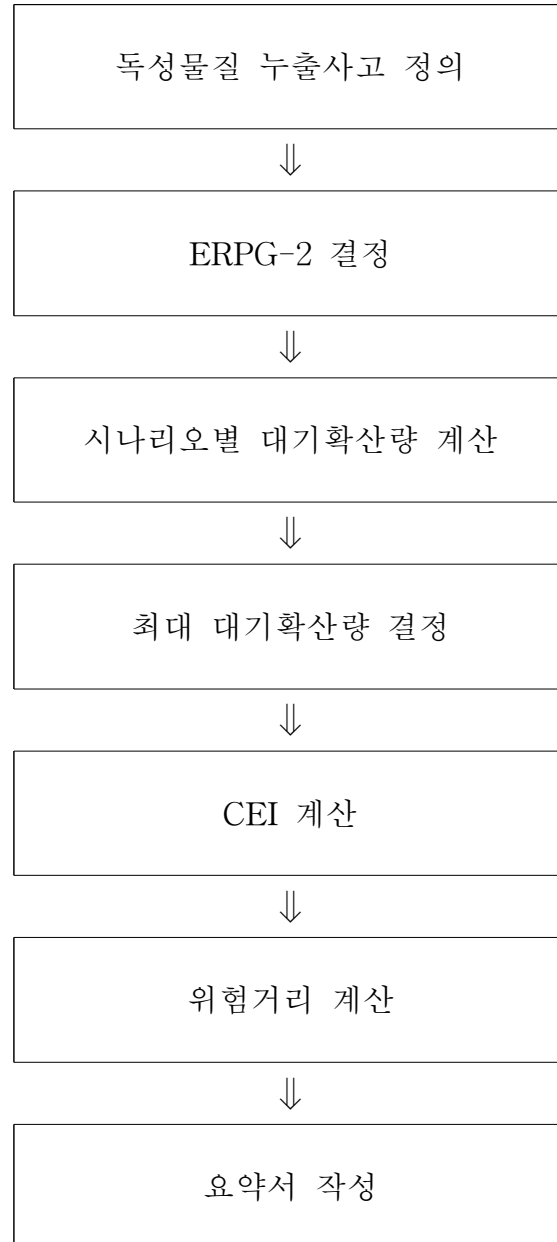 독성물질 누출사고 정의
⇓
ERPG-2 결정
⇓
시나리오별 대기확산량 계산
⇓
최대 대기확산량 결정
⇓
CEI 계산
⇓
위험거리 계산
⇓
요약서 작성